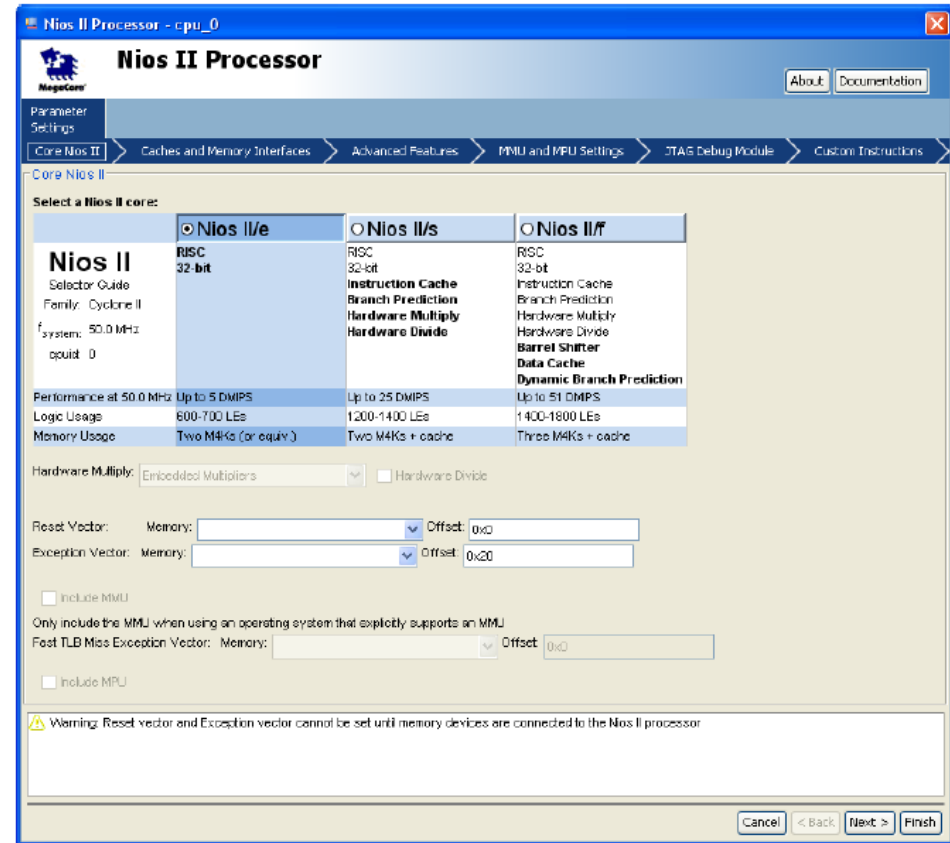 Nios II Processor - cpu_0
Nios II Processor
MegaCore'
About Documentation
Parameter
Settings
Core Nios II Caches and Memory Interfaces Advanced Features MMU and MPU Settings JTAG Debug Module Custom Instructions
Core Nios II
Select a Nios II core:
Nios II/e Nios II/s Nios II/f
Nios II
Selector Guide
Family: Cyclone II
fsystem: 50.0 MHz
cpuid: 0
RISC
32-bit
RISC
32-bit
Instruction Cache
Branch Prediction
Hardware Multiply
Hardware Divide
RISC
32-bit
Instruction Cache
Branch Prediction
Hardware Multiply
Hardware Divide
Barrel Shifter
Data Cache
Dynamic Branch Prediction
Performance at 50.0 MHz Up to 5 DMIPS Up to 25 DMIPS Up to 51 DMIPS
Logic Usage 600-700 LEs 1200-1400 LEs 1400-1800 LEs
Memory Usage Two M4Ks (or equiv.) Two M4Ks + cache Three M4Ks + cache
Hardware Multiply: Embedded Multipliers Hardware Divide
Reset Vector: Memory: Offset: 0x0
Exception Vector: Memory: Offset: 0x20
Include MMU
Only include the MMU when using an operating system that explicitly supports an MMU
Fast TLB Miss Exception Vector: Memory: Offset: 0x0
Include MPU
Warning: Reset vector and Exception vector cannot be set until memory devices are connected to the Nios II processor
Cancel < Back Next > Finish